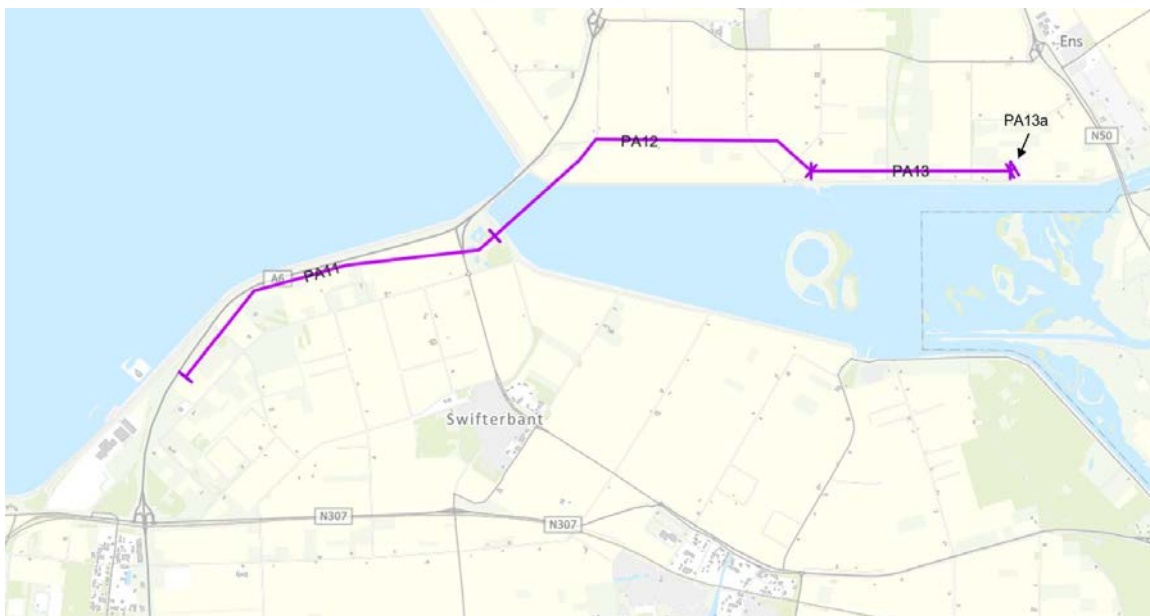 Ens
PA13a
N50
PA12
PA13
A6
PA11
Swifterbant
N307
N307